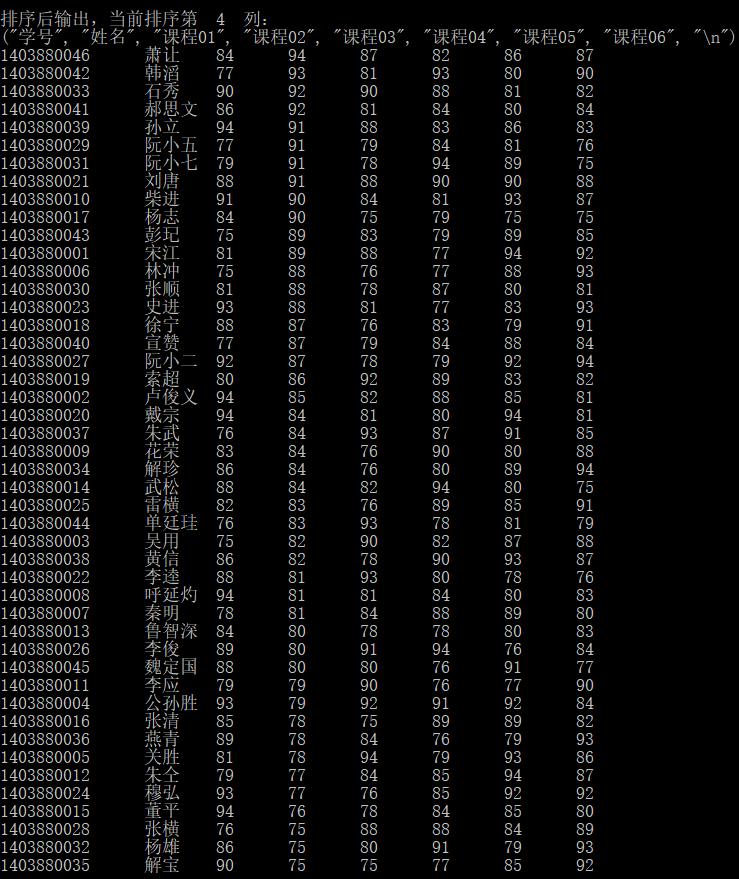 排序后输出，当前排序第  4  列：
("学号", "姓名", "课程01", "课程02", "课程03", "课程04", "课程05", "课程06", "\n")
1403880046 萧让 84 94 87 82 86 87
1403880042 韩滔 77 93 81 93 80 90
1403880033 石秀 90 92 90 88 81 82
1403880041 郝思文 86 92 81 84 80 84
1403880039 孙立 94 91 88 83 86 83
1403880029 阮小五 77 91 79 84 81 76
1403880031 阮小七 79 91 78 94 89 75
1403880021 刘唐 88 91 88 90 90 88
1403880010 柴进 91 90 84 81 93 87
1403880017 杨志 84 90 75 79 75 75
1403880043 彭玘 75 89 83 79 89 85
1403880001 宋江 81 89 88 77 94 92
1403880006 林冲 75 88 76 77 88 93
1403880030 张顺 81 88 78 87 80 81
1403880023 史进 93 88 81 77 83 93
1403880018 徐宁 88 87 76 83 79 91
1403880040 宣赞 77 87 79 84 88 84
1403880027 阮小二 92 87 78 79 92 94
1403880019 索超 80 86 92 89 83 82
1403880002 卢俊义 94 85 82 88 85 81
1403880020 戴宗 94 84 81 80 94 81
1403880037 朱武 76 84 93 87 91 85
1403880009 花荣 83 84 76 90 80 88
1403880034 解珍 86 84 76 80 89 94
1403880014 武松 88 84 82 94 80 75
1403880025 雷横 82 83 76 89 85 91
1403880044 单廷珪 76 83 93 78 81 79
1403880003 吴用 75 82 90 82 87 88
1403880038 黄信 86 82 78 90 93 87
1403880022 李逵 88 81 93 80 78 76
1403880008 呼延灼 94 81 81 84 80 83
1403880007 秦明 78 81 84 88 89 80
1403880013 鲁智深 84 80 78 78 80 83
1403880026 李俊 89 80 91 94 76 84
1403880045 魏定国 88 80 80 76 91 77
1403880011 李应 79 79 90 76 77 90
1403880004 公孙胜 93 79 92 91 92 84
1403880016 张清 85 78 75 89 89 82
1403880036 燕青 89 78 84 76 79 93
1403880005 关胜 81 78 94 79 93 86
1403880012 朱仝 79 77 84 85 94 87
1403880024 穆弘 93 77 76 85 92 92
1403880015 董平 94 76 78 84 85 80
1403880028 张横 76 75 88 88 84 89
1403880032 杨雄 86 75 80 91 79 93
1403880035 解宝 90 75 75 77 85 92